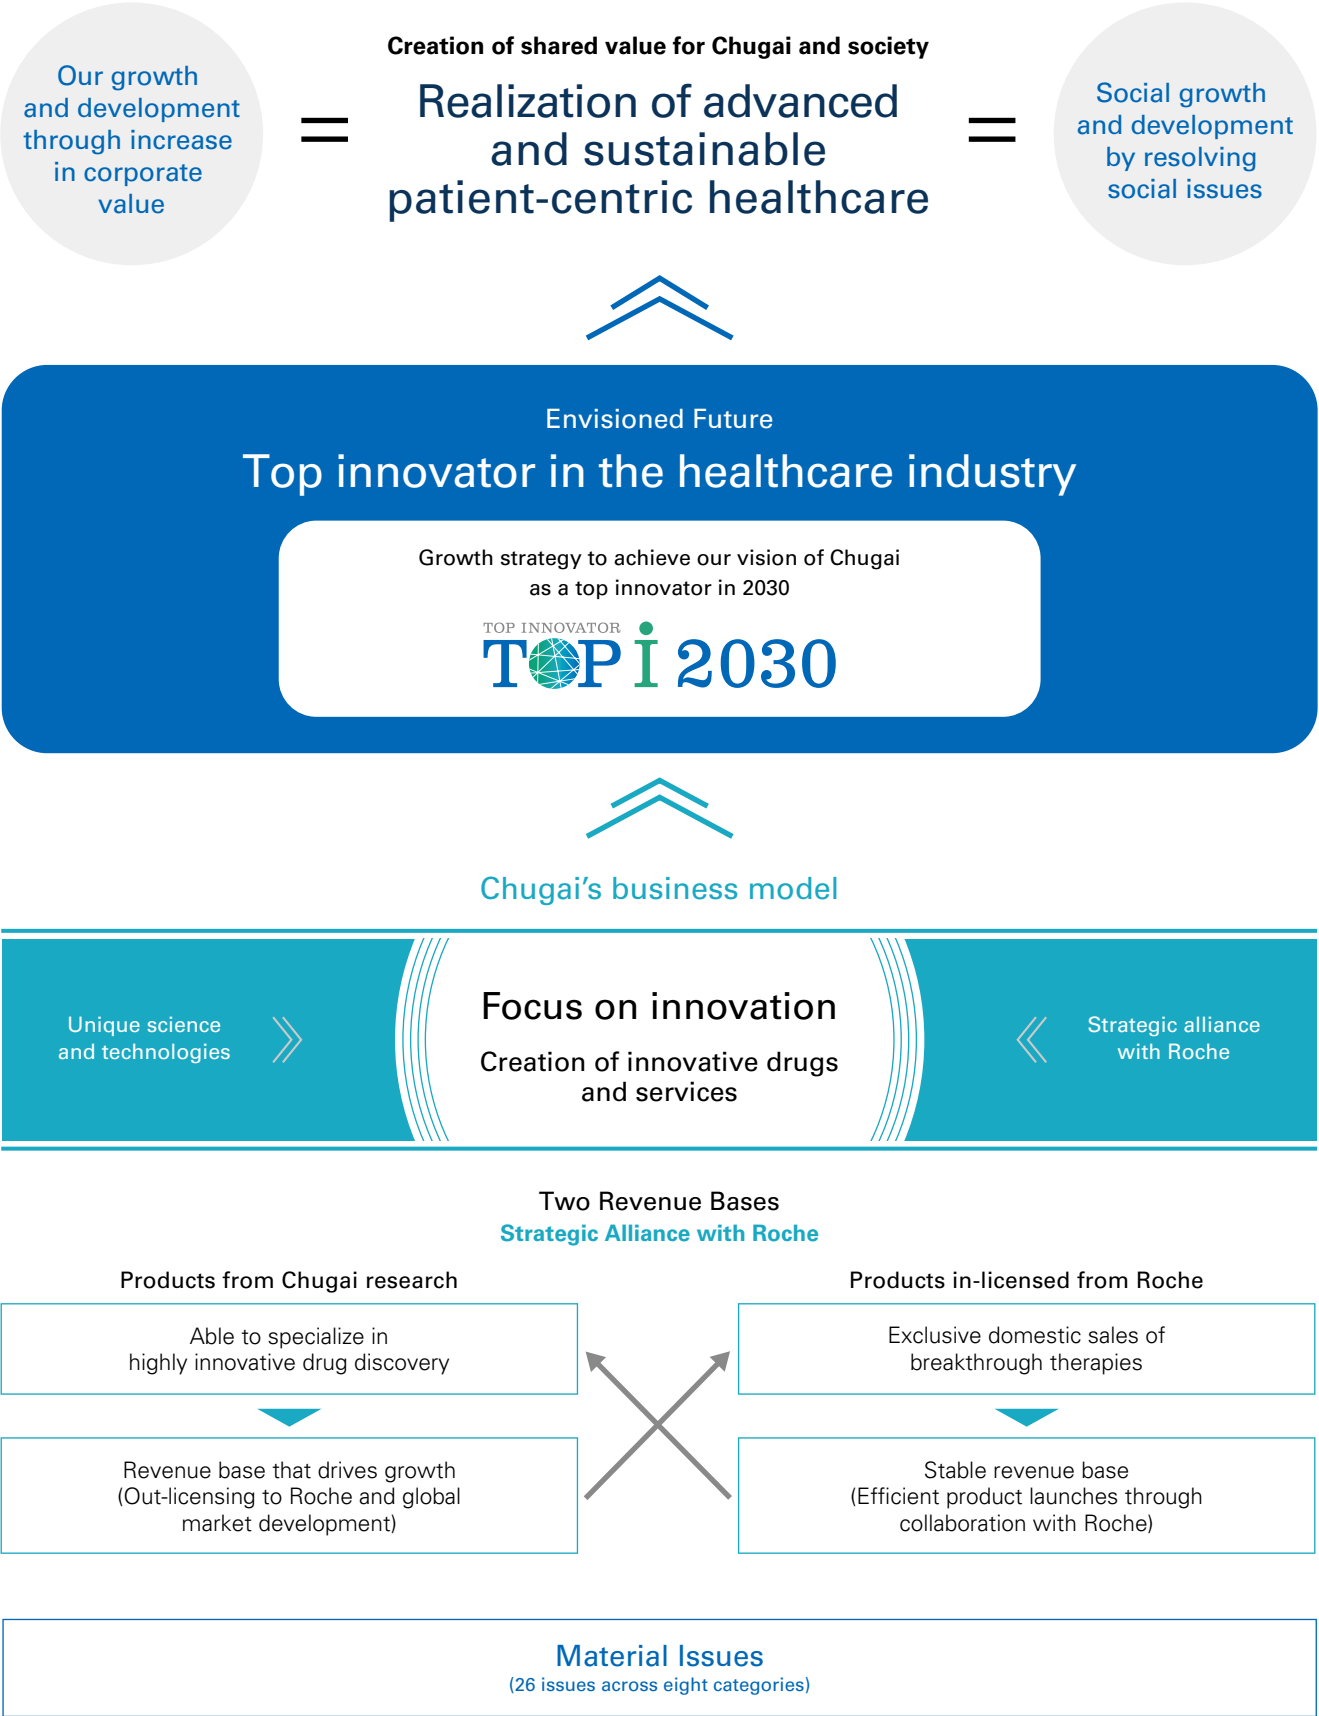 Creation of shared value for Chugai and society
Our growth
and development
through increase
in corporate
value
=
Realization of advanced
and sustainable
patient-centric healthcare
=
Social growth
and development
by resolving
social issues
Envisioned Future
Top innovator in the healthcare industry
Growth strategy to achieve our vision of Chugai
as a top innovator in 2030
TOP INNOVATOR
TOP i 2030
Chugai’s business model
Unique science
and technologies
Focus on innovation
Creation of innovative drugs
and services
Strategic alliance
with Roche
Two Revenue Bases
Strategic Alliance with Roche
Products from Chugai research
Able to specialize in
highly innovative drug discovery
Revenue base that drives growth
(Out-licensing to Roche and global
market development)
Products in-licensed from Roche
Exclusive domestic sales of
breakthrough therapies
Stable revenue base
(Efficient product launches through
collaboration with Roche)
Material Issues
(26 issues across eight categories)